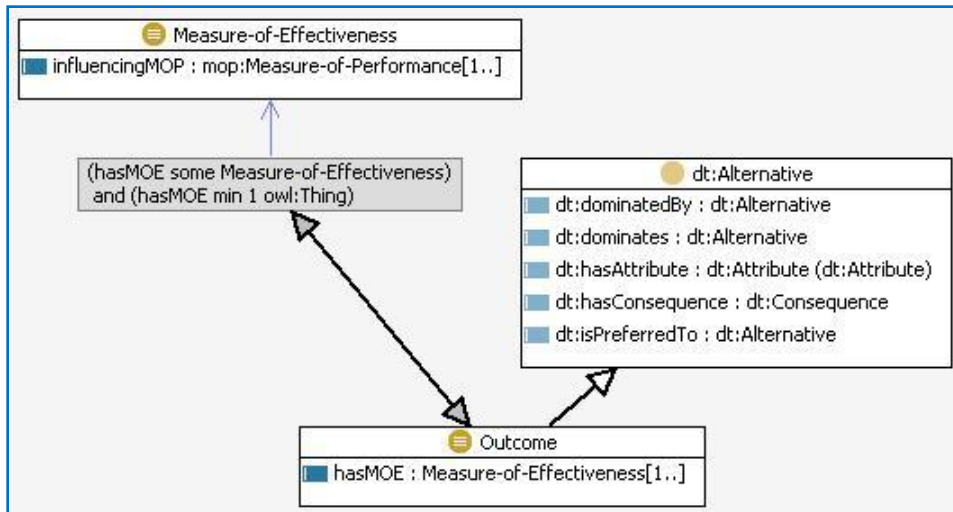 Measure-of-Effectiveness
influencingMOP : mop:Measure-of-Performance[1..]
(hasMOE some Measure-of-Effectiveness)
and (hasMOE min 1 owl:Thing)
dt:Alternative
dt:dominatedBy : dt:Alternative
dt:dominates : dt:Alternative
dt:hasAttribute : dt:Attribute (dt:Attribute)
dt:hasConsequence : dt:Consequence
dt:isPreferredTo : dt:Alternative
Outcome
hasMOE : Measure-of-Effectiveness[1..]